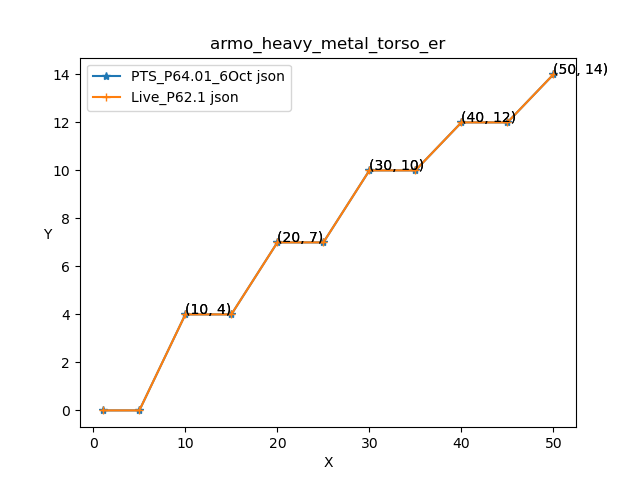 armo_heavy_metal_torso_er
PTS_P64.01_6Oct json
Live_P62.1 json
(50, 14)
(40, 12)
(30, 10)
(20, 7)
(10, 4)
14
12
10
8
6
4
2
0
Y
0 10 20 30 40 50
X